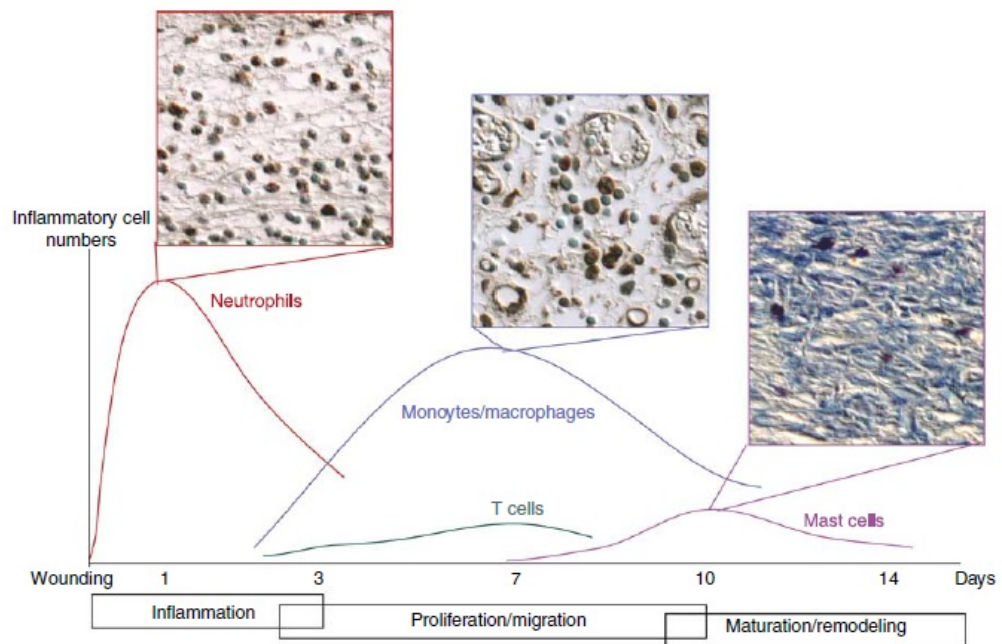 Inflammatory cell
numbers
Neutrophils
Monoytes/macrophages
T cells
Mast cells
Wounding 1 3 7 10 14 Days
Inflammation
Proliferation/migration
Maturation/remodeling